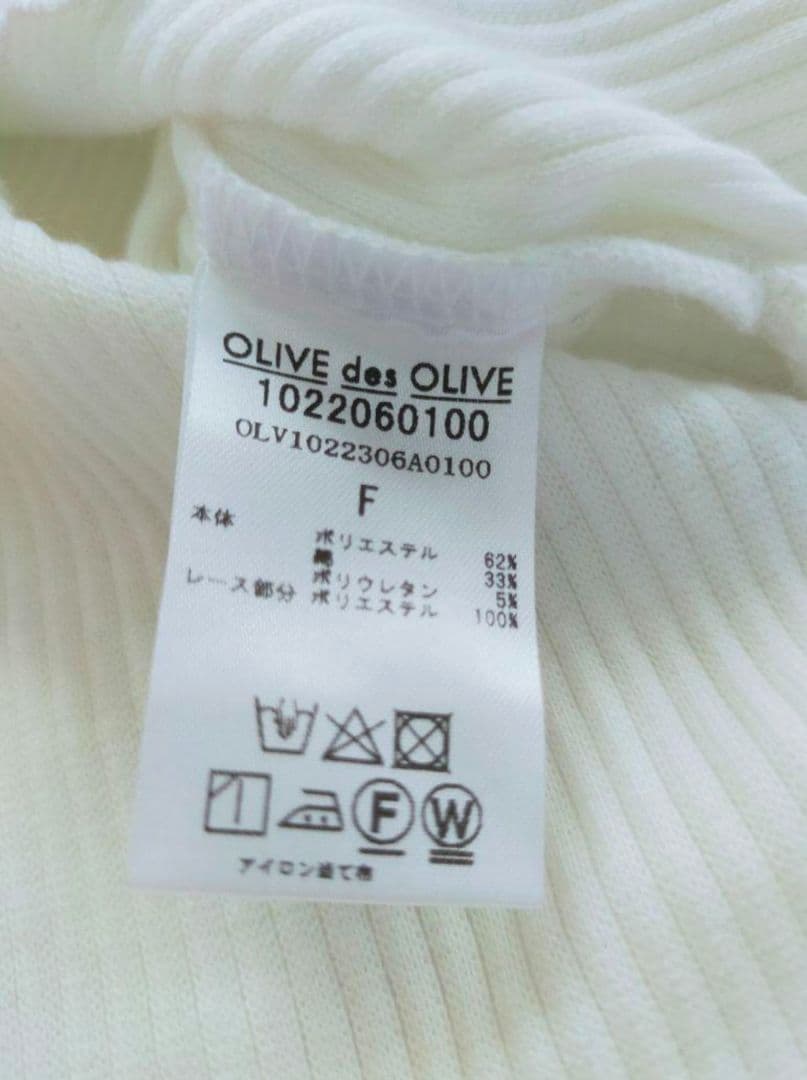 OLIVE des OLIVE
1022060100
OLV1022306A0100
F
本体 ポリエステル 62%
綿 33%
ポリウレタン 5%
レース部分 ポリエステル 100%
F W
アイロン当て布